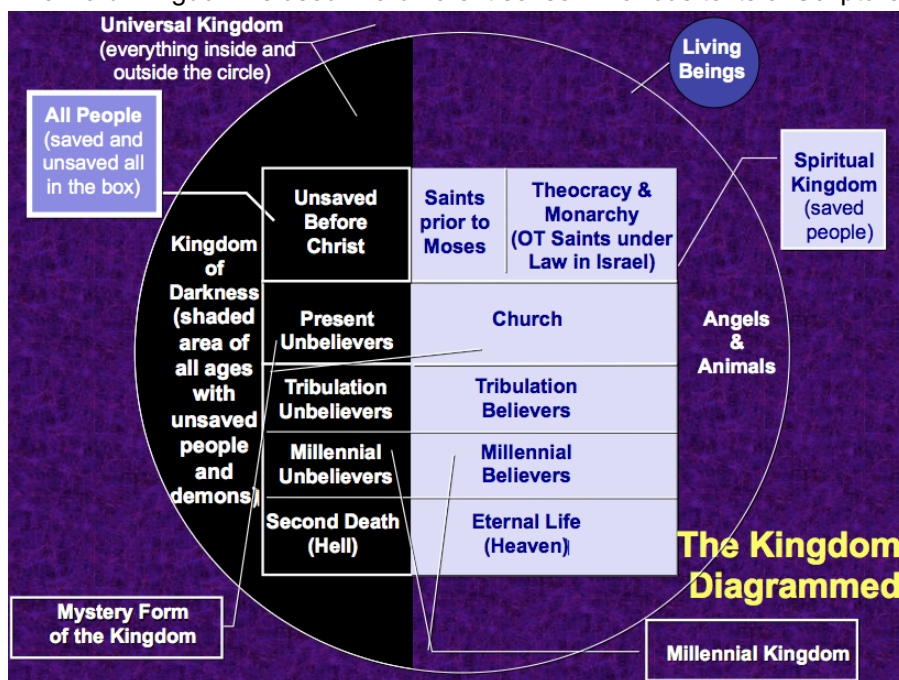 Universal Kingdom
(everything inside and
outside the circle)
Living
Beings
All People
(saved and
unsaved all
in the box)
Spiritual
Kingdom
(saved
people)
Unsaved
Before
Christ
Saints
prior to
Moses
Theocracy &
Monarchy
(OT Saints under
Law in Israel)
Kingdom
of
Darkness
(shaded
area of
all ages
with
unsaved
people
and
demons)
Present
Unbelievers
Church
Angels
&
Animals
Tribulation
Unbelievers
Tribulation
Believers
Millennial
Unbelievers
Millennial
Believers
Second Death
(Hell)
Eternal Life
(Heaven)
The Kingdom
Diagrammed
Mystery Form
of the Kingdom
Millennial Kingdom